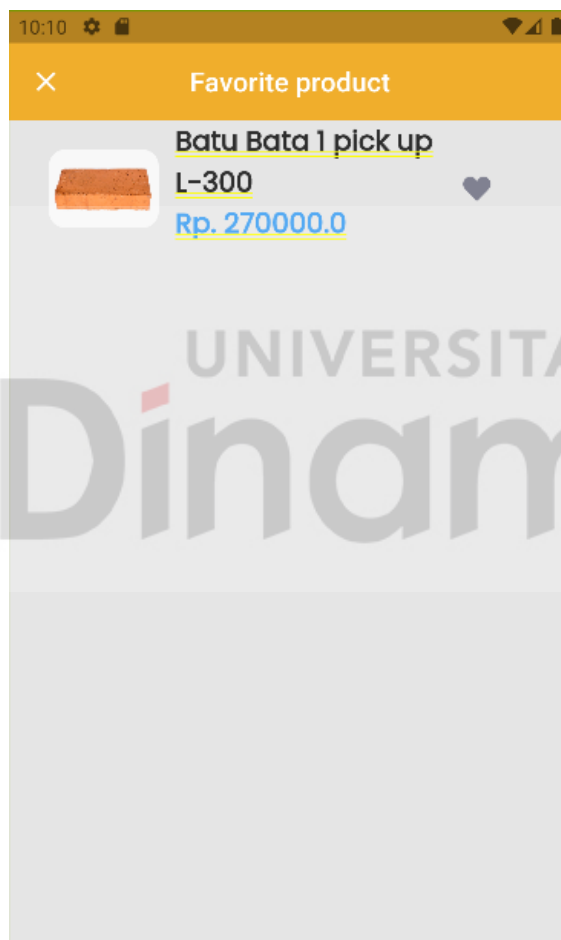 10:10
Favorite product
Batu Bata 1 pick up
L-300
Rp. 270000.0
UNIVERSITA
Dinam